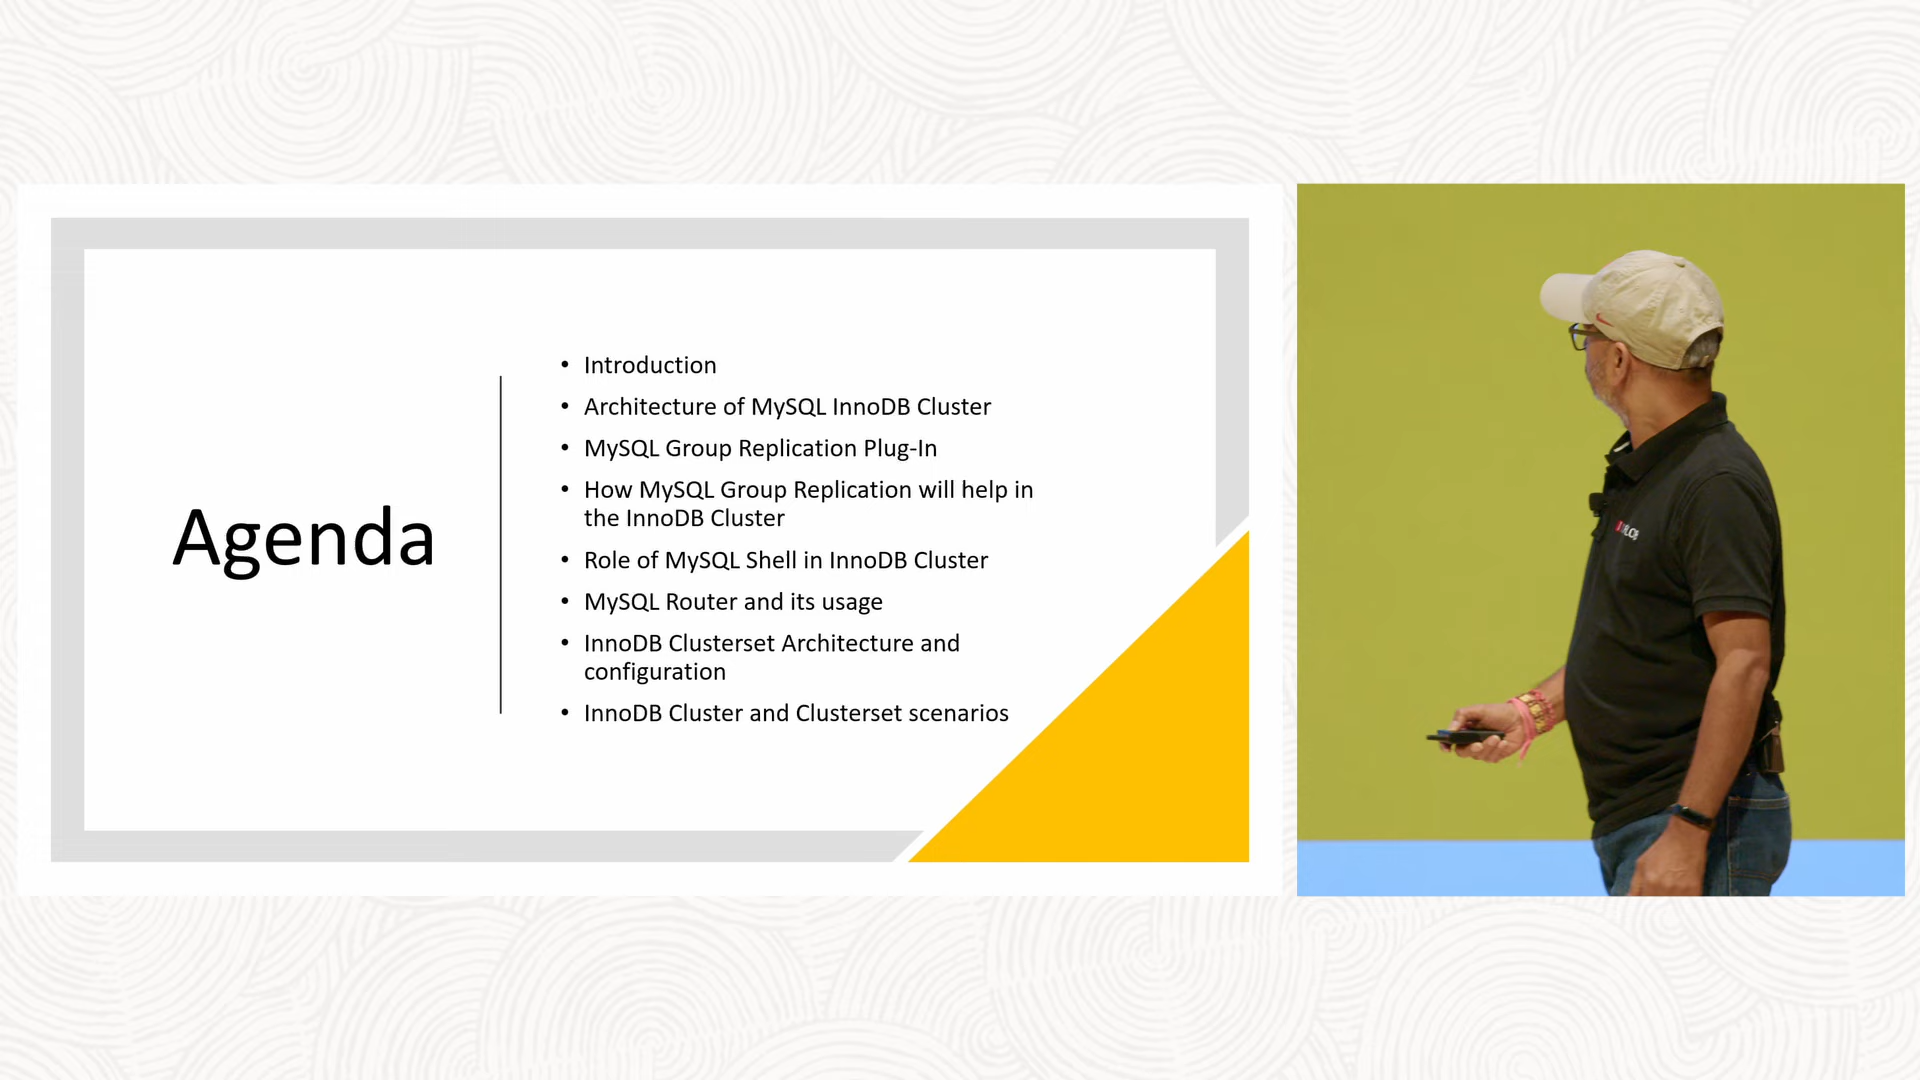 Agenda
• Introduction
• Architecture of MySQL InnoDB Cluster
• MySQL Group Replication Plug-In
• How MySQL Group Replication will help in
the InnoDB Cluster
• Role of MySQL Shell in InnoDB Cluster
• MySQL Router and its usage
• InnoDB Clusterset Architecture and
configuration
• InnoDB Cluster and Clusterset scenarios